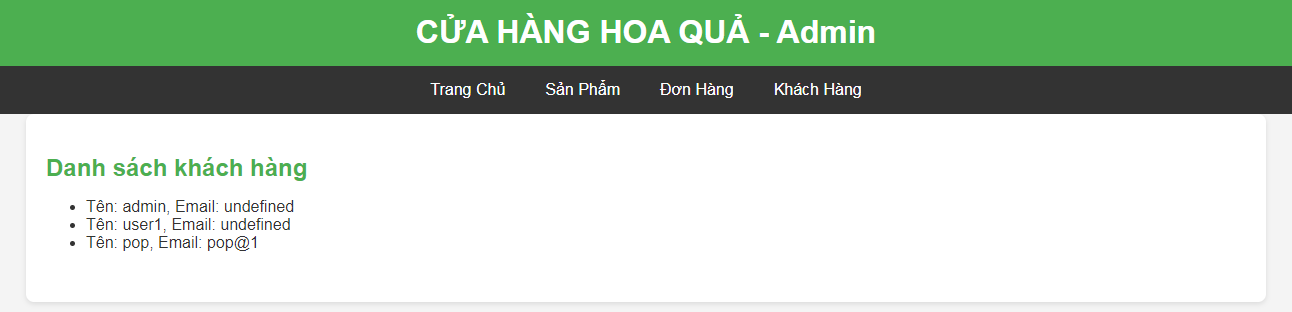 CỬA HÀNG HOA QUẢ - Admin
Trang Chủ Sản Phẩm Đơn Hàng Khách Hàng
Danh sách khách hàng
Tên: admin, Email: undefined
Tên: user1, Email: undefined
Tên: pop, Email: pop@1